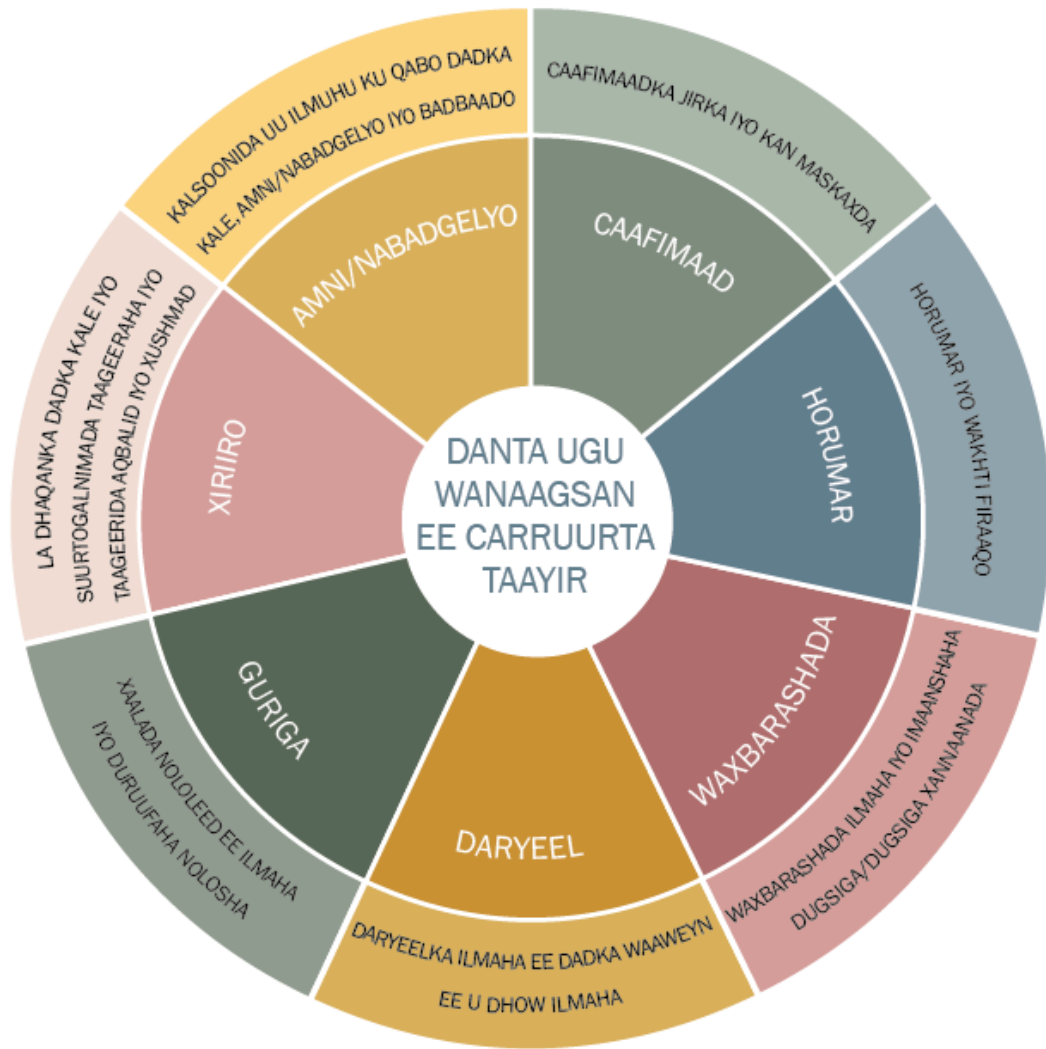 DANTA UGU
WANAAGSAN
EE CARRUURTA
TAAYIR
CAAFIMAAD
CAAFIMAADKA JIRKA IYO KAN MASKAXDA
HORUMAR
HORUMAR IYO WAKHTI FIRAAQO
WAXBARASHADA
WAXBARASHADA ILMAHA IYO IMAANSHAHA
DUGSIGA/DUGSIGA XANNAANADA
DARYEEL
DARYEELKA ILMAHA EE DADKA WAAWEYN
EE U DHOW ILMAHA
GURIGA
XAALADA NOLOLEED EE ILMAHA
IYO DURUUFAHA NOLOSHA
XIRIIRO
LA DHAQANKA DADKA KALE IYO
SUURTOGALNIMADA TAAGEERAHA IYO
TAAGEERIDA AQBALID IYO XUSHMAD
AMNI/NABADGELYO
KALSOONIDA UU ILMUHU KU QABO DADKA
KALE, AMNI/NABADGELYO IYO BADBAADO